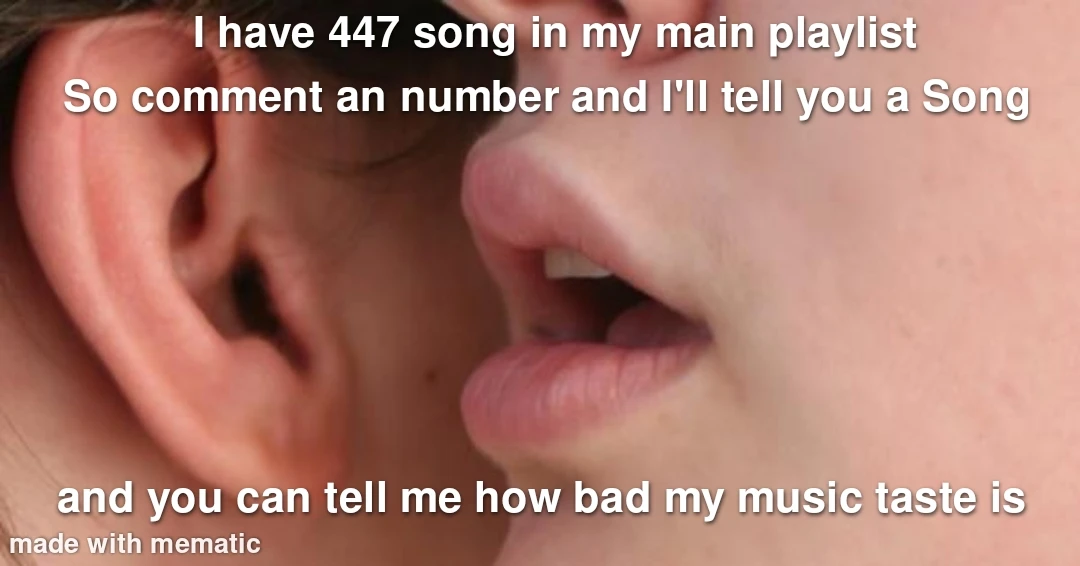 I have 447 song in my main playlist
So comment an number and I'll tell you a Song
and you can tell me how bad my music taste is
made with mematic